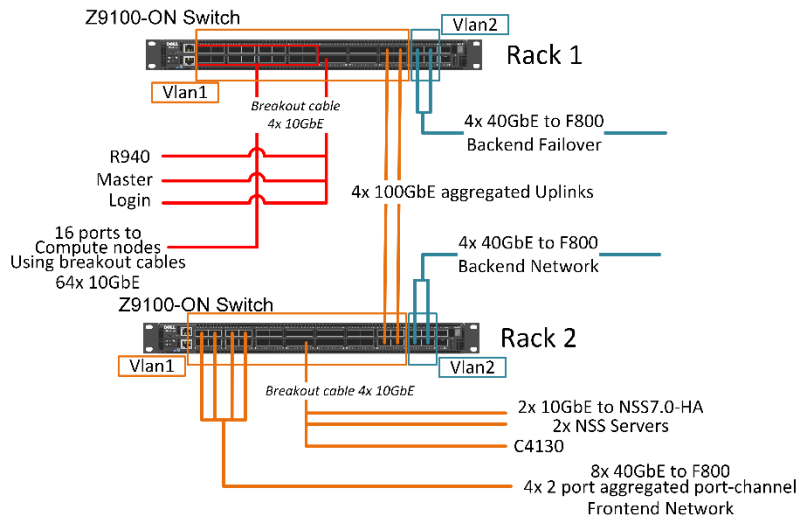 Z9100-ON Switch
Vlan2
Rack 1
Vlan1
Breakout cable
4x 10GbE
4x 40GbE to F800
Backend Failover
R940
Master
Login
4x 100GbE aggregated Uplinks
16 ports to
Compute nodes
Using breakout cables
64x 10GbE
4x 40GbE to F800
Backend Network
Z9100-ON Switch
Rack 2
Vlan1
Vlan2
Breakout cable 4x 10GbE
2x 10GbE to NSS7.0-HA
2x NSS Servers
C4130
8x 40GbE to F800
4x 2 port aggregated port-channel
Frontend Network